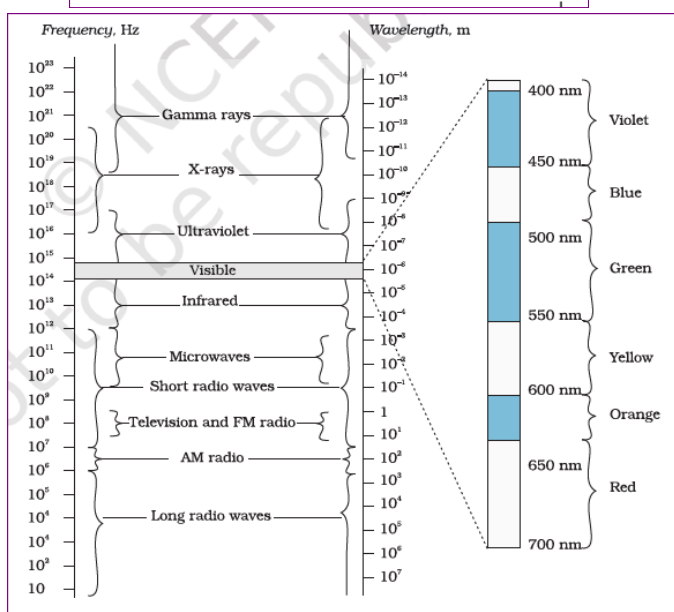 Frequency, Hz
10²³
10²²
10²¹
10²⁰
10¹⁹
10¹⁸
10¹⁷
10¹⁶
10¹⁵
10¹⁴
10¹³
10¹²
10¹¹
10¹⁰
10⁹
10⁸
10⁷
10⁶
10⁵
10⁴
10⁴
10²
10
Gamma rays
X-rays
Ultraviolet
Visible
Infrared
Microwaves
Short radio waves
Television and FM radio
AM radio
Long radio waves
Wavelength, m
10⁻¹⁴
10⁻¹³
10⁻¹²
10⁻¹¹
10⁻¹⁰
10⁻⁹
10⁻⁸
10⁻⁷
10⁻⁶
10⁻⁵
10⁻⁴
10⁻³
10⁻²
10⁻¹
1
10¹
10²
10³
10⁴
10⁵
10⁶
10⁷
400 nm
450 nm
500 nm
550 nm
600 nm
650 nm
700 nm
Violet
Blue
Green
Yellow
Orange
Red
© NCE
to be repub